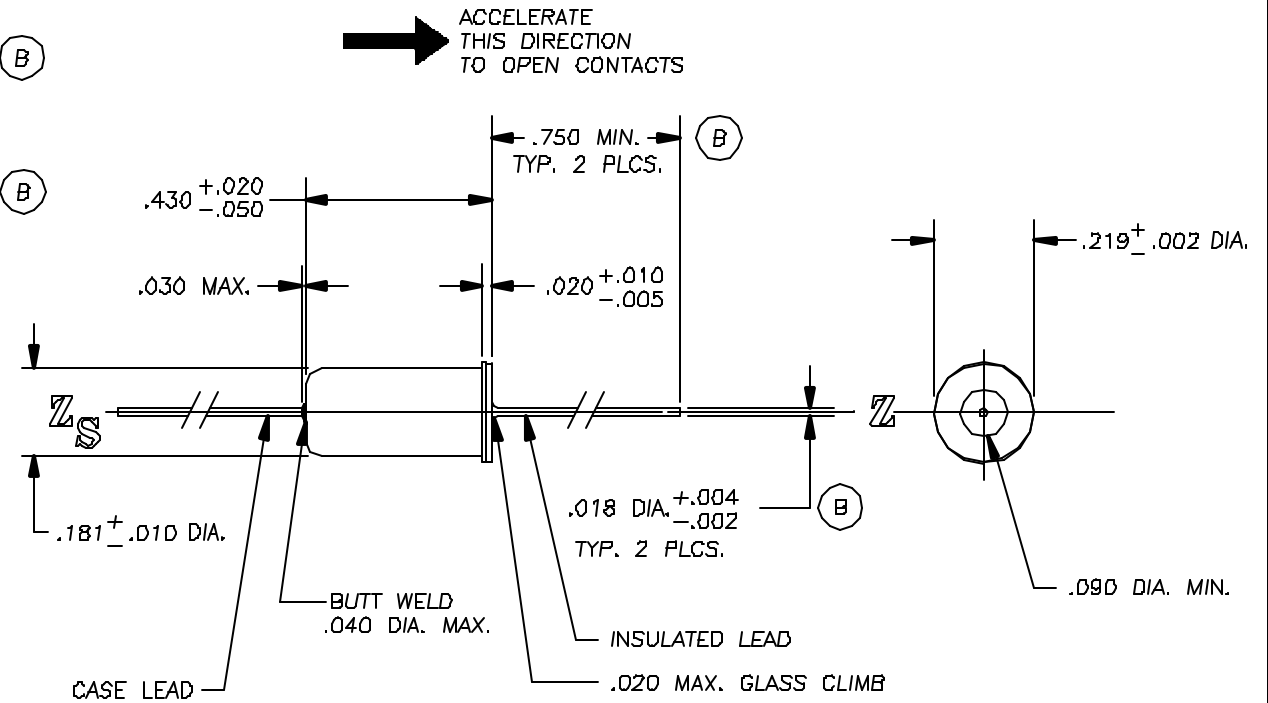 ACCELERATE
THIS DIRECTION
TO OPEN CONTACTS
B
.750 MIN.
TYP. 2 PLCS.
B
B
.430 +.020
-.050
.219 ± .002 DIA.
.030 MAX.
.020 +.010
-.005
Z
S
Z
.018 DIA. +.004
-.002
TYP. 2 PLCS.
B
.181 ± .010 DIA.
.090 DIA. MIN.
BUTT WELD
.040 DIA. MAX.
INSULATED LEAD
CASE LEAD
.020 MAX. GLASS CLIMB